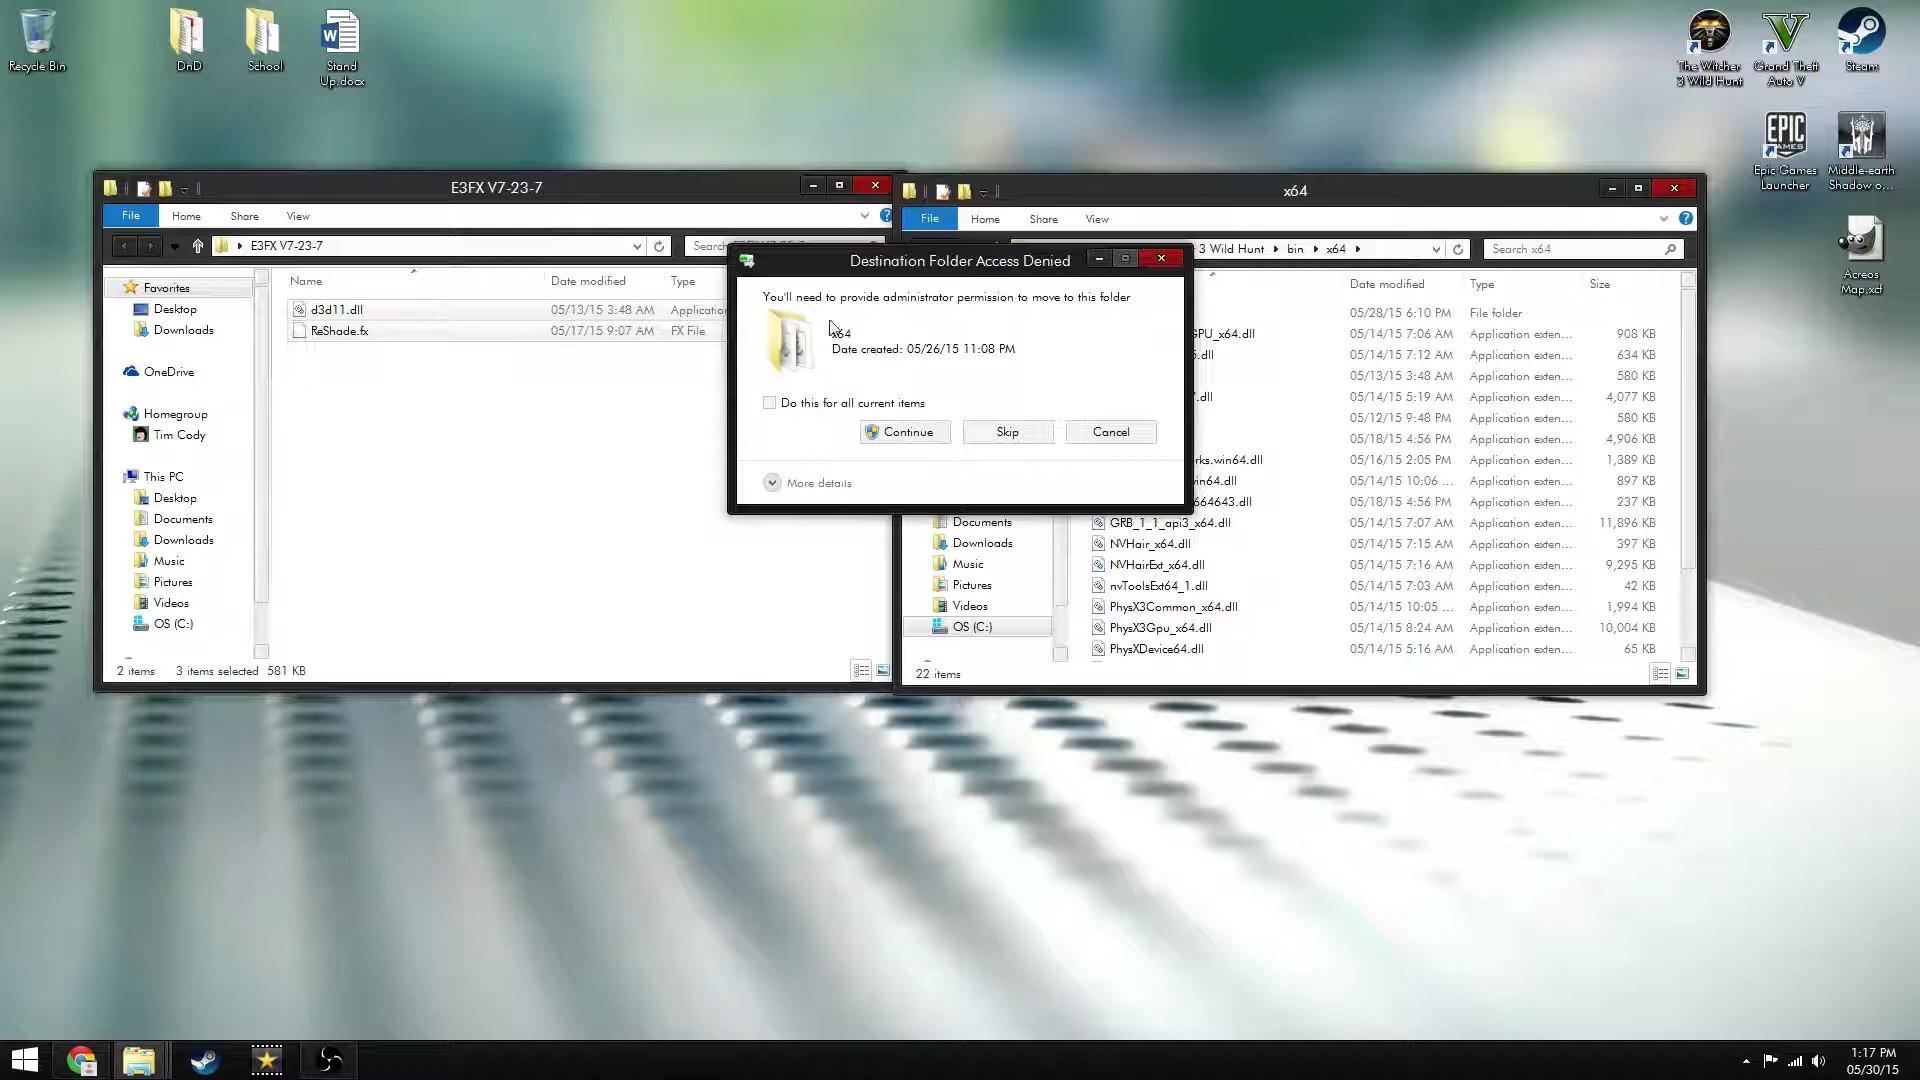 Recycle Bin
DnD
School
Stand
Up.docx
The Witcher
3 Wild Hunt
Grand Theft
Auto V
Steam
EPIC
GAMES
Epic Games
Launcher
Middle-earth
Shadow o...
Acreos
Map.xcf
E3FX V7-23-7
File Home Share View
E3FX V7-23-7
Name Date modified Type
Favorites
Desktop
Downloads
OneDrive
Homegroup
Tim Cody
This PC
Desktop
Documents
Downloads
Music
Pictures
Videos
OS (C:)
d3d11.dll 05/13/15 3:48 AM
ReShade.fx 05/17/15 9:07 AM FX File
2 items 3 items selected 581 KB
x64
File Home Share View
3 Wild Hunt bin x64 Search x64
Date modified Type Size
05/28/15 6:10 PM File folder
GPU_x64.dll 05/14/15 7:06 AM Application exten... 908 KB
05/14/15 7:12 AM Application exten... 634 KB
05/13/15 3:48 AM Application exten... 580 KB
05/14/15 5:19 AM Application exten... 4,077 KB
05/12/15 9:48 PM Application exten... 580 KB
05/18/15 4:56 PM Application exten... 4,906 KB
rks.win64.dll 05/16/15 2:05 PM Application exten... 1,389 KB
in64.dll 05/14/15 10:06 ... Application exten... 897 KB
664643.dll 05/18/15 4:56 PM Application exten... 237 KB
GRB_1_1_api3_x64.dll 05/14/15 7:07 AM Application exten... 11,896 KB
NVHair_x64.dll 05/14/15 7:15 AM Application exten... 397 KB
NVHairExt_x64.dll 05/14/15 7:16 AM Application exten... 9,295 KB
nvToolsExt64_1.dll 05/14/15 7:03 AM Application exten... 42 KB
PhysX3Common_x64.dll 05/14/15 10:05 ... Application exten... 1,994 KB
PhysX3Gpu_x64.dll 05/14/15 8:24 AM Application exten... 10,004 KB
PhysXDevice64.dll 05/14/15 5:16 AM Application exten... 65 KB
Documents
Downloads
Music
Pictures
Videos
OS (C:)
22 items
Destination Folder Access Denied
You'll need to provide administrator permission to move to this folder
x64
Date created: 05/26/15 11:08 PM
Do this for all current items
Continue Skip Cancel
More details
1:17 PM
05/30/15